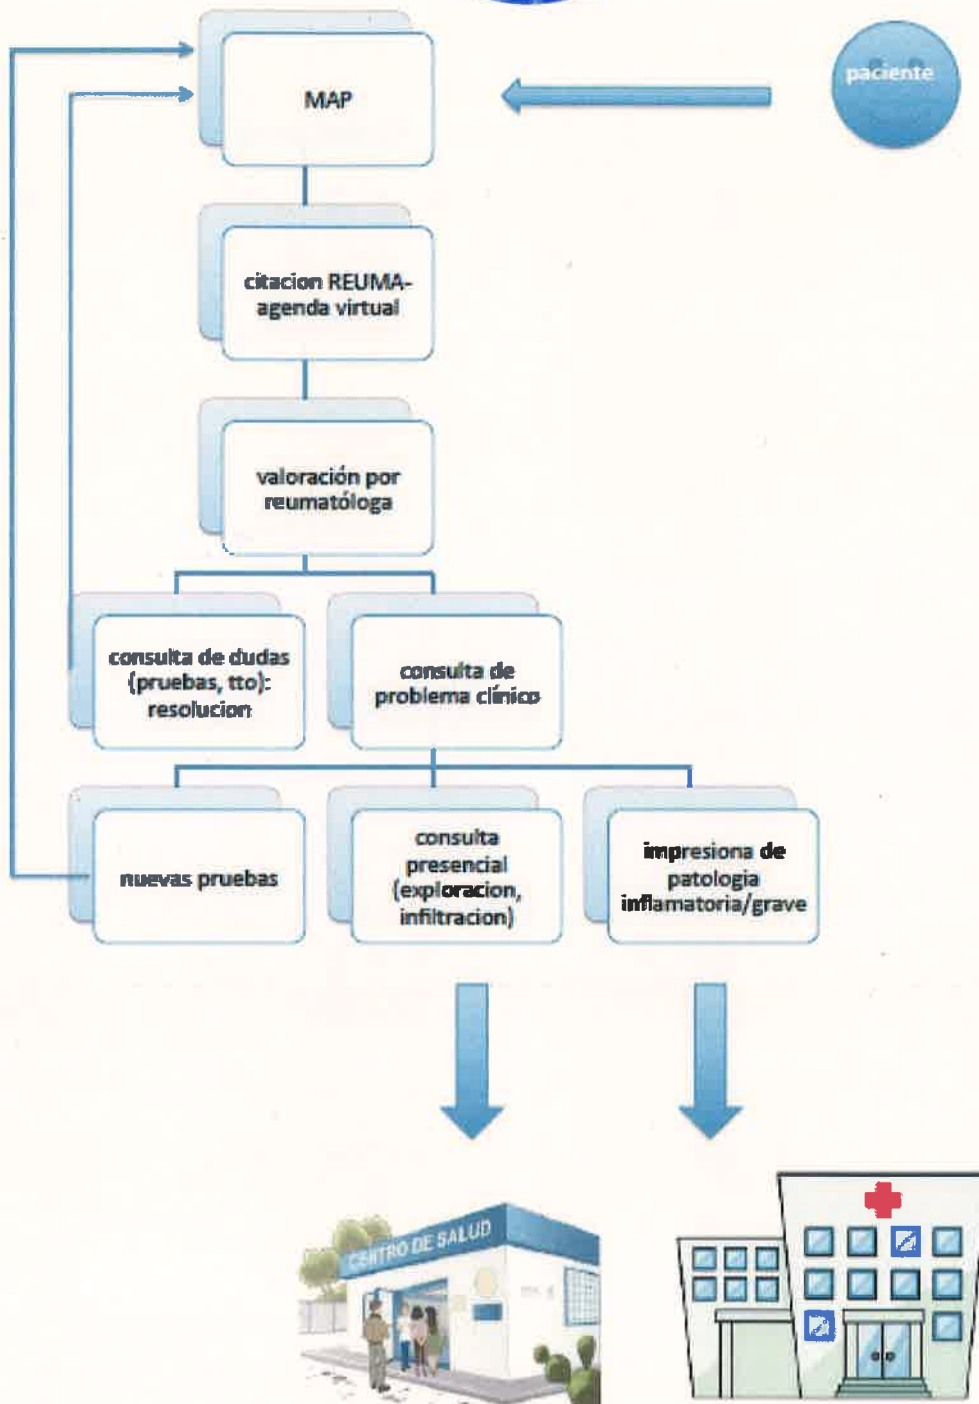 paciente
MAP
citacion REUMA-
agenda virtual
valoración por
reumatóloga
consulta de dudas
(pruebas, tto):
resolucion
consulta de
problema clínico
nuevas pruebas
consulta
presencial
(exploracion,
infiltracion)
impresiona de
patologia
inflamatoria/grave
CENTRO DE SALUD